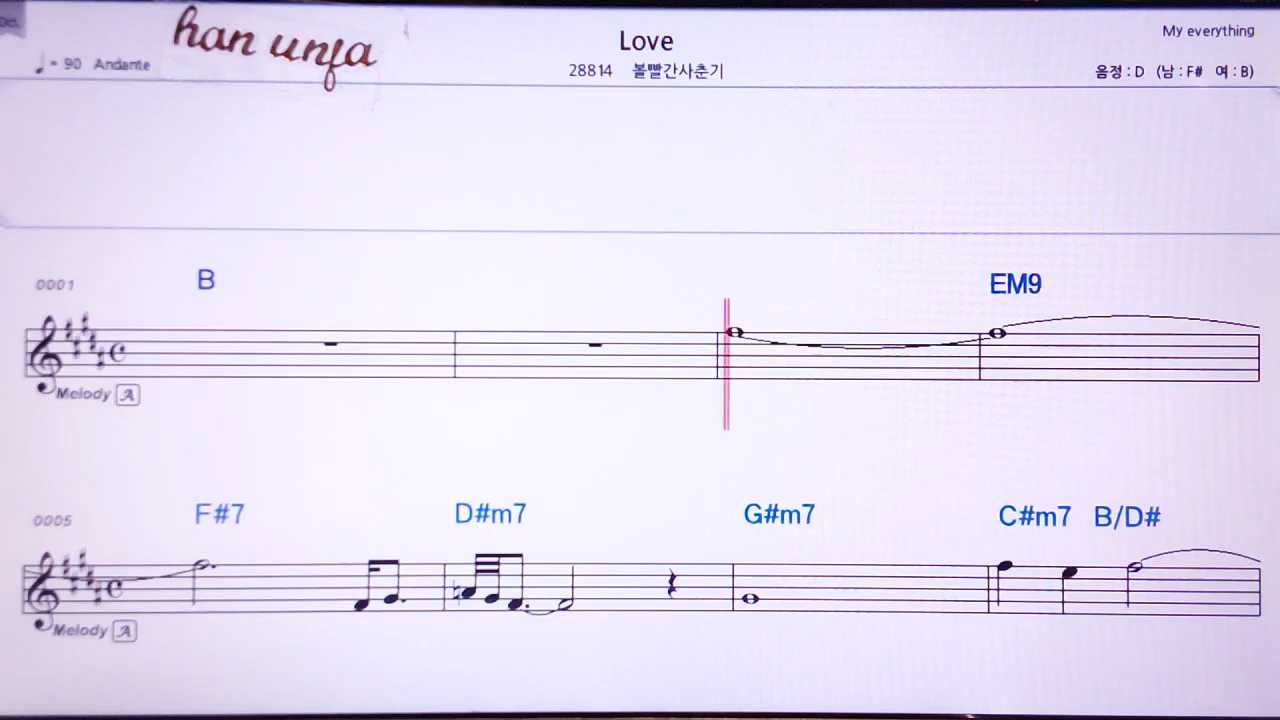 han unfa
Love
My everything
♩ = 90 Andante
28814 볼빨간사춘기
음정 : D (남 : F# 여 : B)
0001 B EM9
Melody A
0005 F#7 D#m7 G#m7 C#m7 B/D#
Melody A